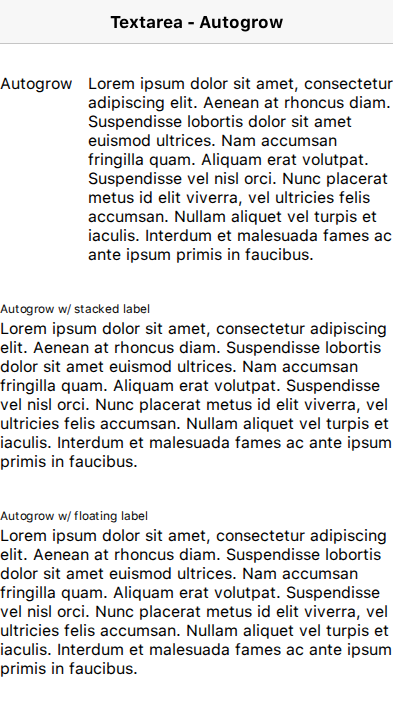 Textarea - Autogrow
Autogrow Lorem ipsum dolor sit amet, consectetur
adipiscing elit. Aenean at rhoncus diam.
Suspendisse lobortis dolor sit amet
euismod ultrices. Nam accumsan
fringilla quam. Aliquam erat volutpat.
Suspendisse vel nisl orci. Nunc placerat
metus id elit viverra, vel ultricies felis
accumsan. Nullam aliquet vel turpis et
iaculis. Interdum et malesuada fames ac
ante ipsum primis in faucibus.
Autogrow w/ stacked label
Lorem ipsum dolor sit amet, consectetur adipiscing
elit. Aenean at rhoncus diam. Suspendisse lobortis
dolor sit amet euismod ultrices. Nam accumsan
fringilla quam. Aliquam erat volutpat. Suspendisse
vel nisl orci. Nunc placerat metus id elit viverra, vel
ultricies felis accumsan. Nullam aliquet vel turpis et
iaculis. Interdum et malesuada fames ac ante ipsum
primis in faucibus.
Autogrow w/ floating label
Lorem ipsum dolor sit amet, consectetur adipiscing
elit. Aenean at rhoncus diam. Suspendisse lobortis
dolor sit amet euismod ultrices. Nam accumsan
fringilla quam. Aliquam erat volutpat. Suspendisse
vel nisl orci. Nunc placerat metus id elit viverra, vel
ultricies felis accumsan. Nullam aliquet vel turpis et
iaculis. Interdum et malesuada fames ac ante ipsum
primis in faucibus.